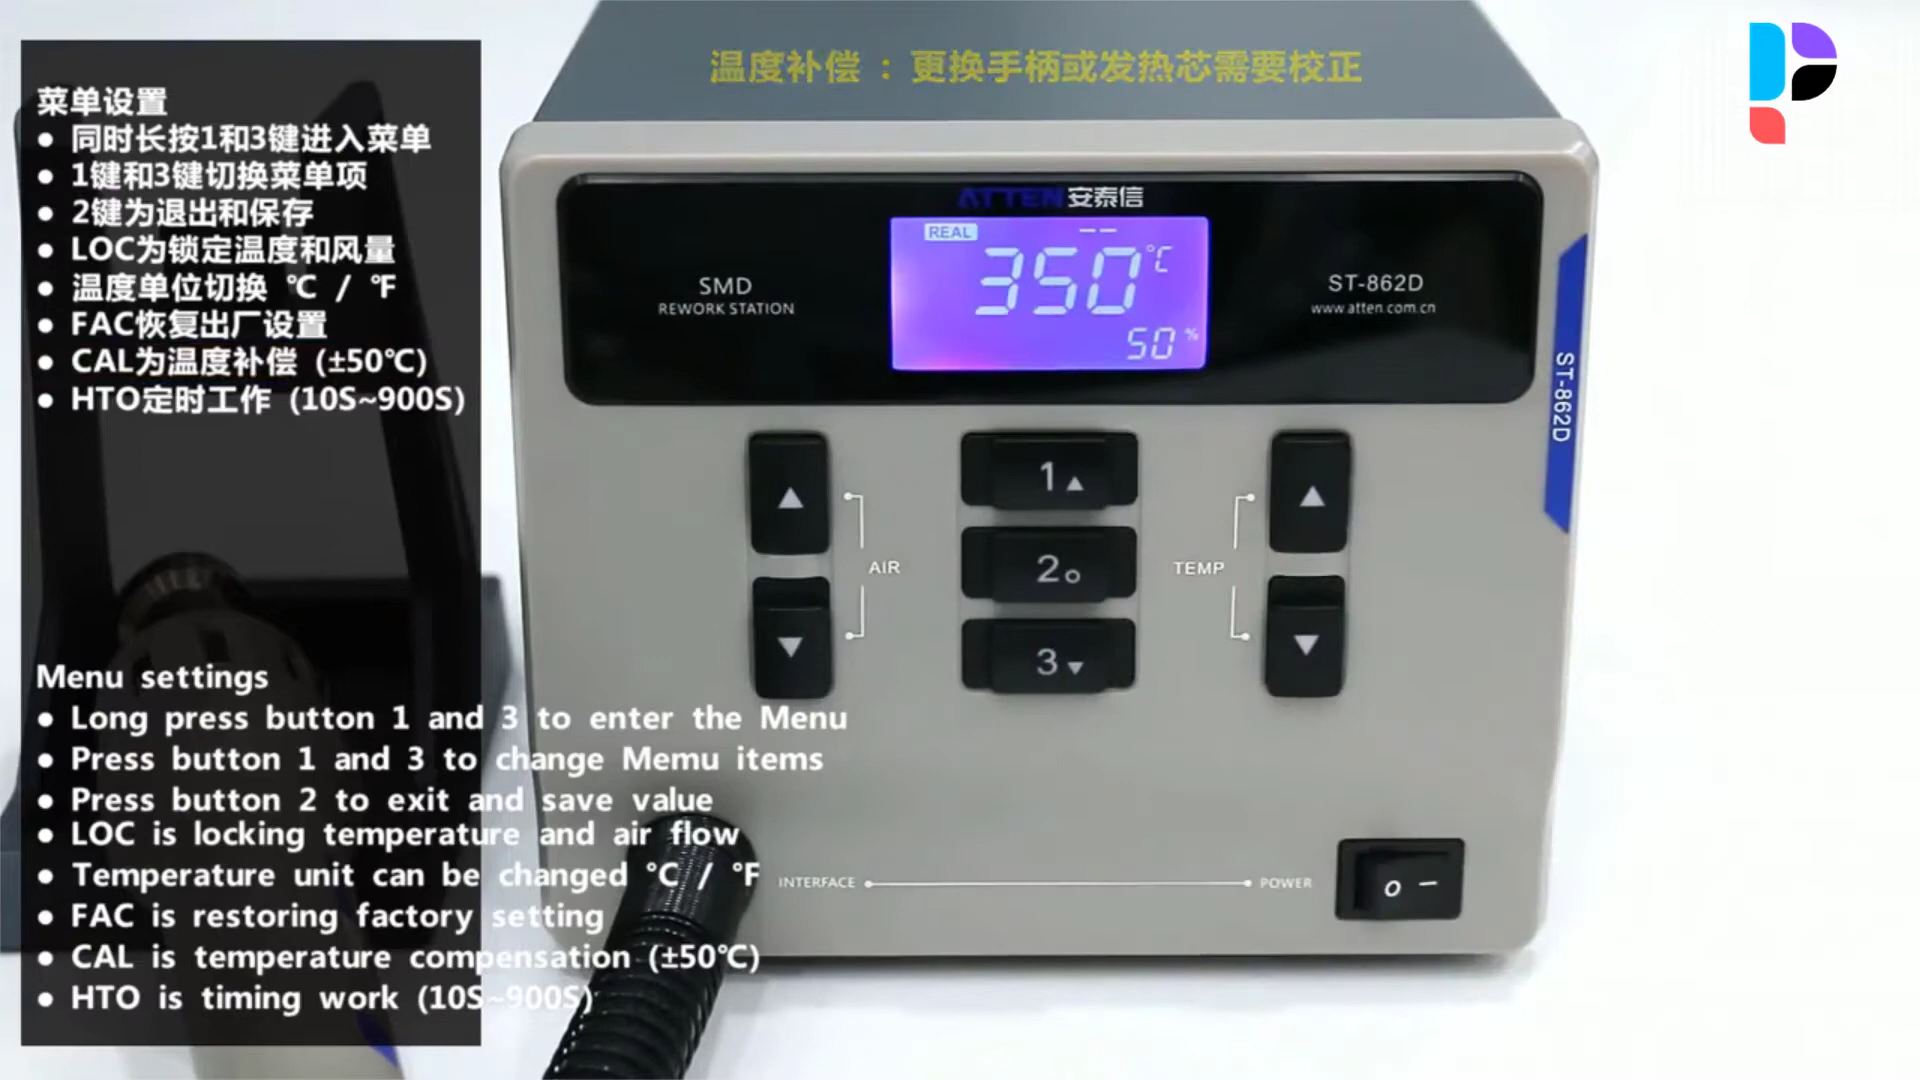 温度补偿 : 更换手柄或发热芯需要校正
菜单设置
● 同时长按1和3键进入菜单
● 1键和3键切换菜单项
● 2键为退出和保存
● LOC为锁定温度和风量
● 温度单位切换 ℃ / ℉
● FAC恢复出厂设置
● CAL为温度补偿 (±50℃)
● HTO定时工作 (10S~900S)
ATTEN 安泰信
REAL
--
350 ℃
50 %
SMD
REWORK STATION
ST-862D
www.atten.com.cn
ST-862D
1▲
▲
▲
AIR
2○
TEMP
▼
3▼
▼
Menu settings
● Long press button 1 and 3 to enter the Menu
● Press button 1 and 3 to change Memu items
● Press button 2 to exit and save value
● LOC is locking temperature and air flow
● Temperature unit can be changed ℃ / ℉
● FAC is restoring factory setting
● CAL is temperature compensation (±50℃)
● HTO is timing work (10S~900S)
INTERFACE
POWER
○ −